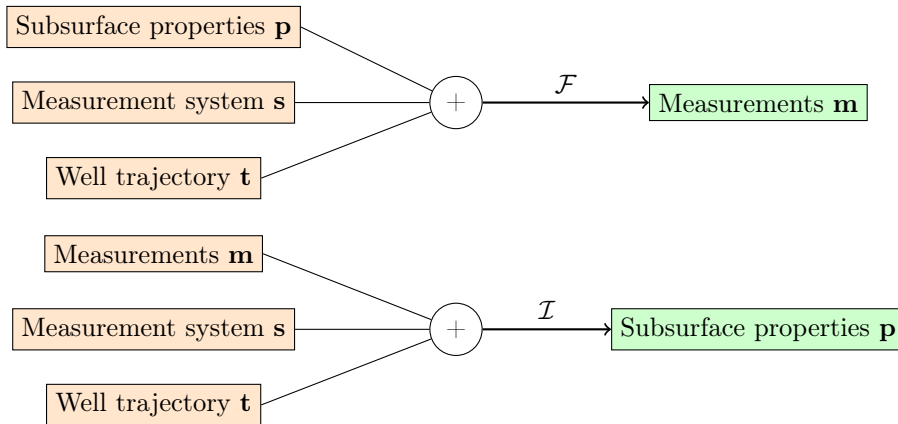 Subsurface properties p
Measurement system s
Well trajectory t
+
ℱ
Measurements m
Measurements m
Measurement system s
Well trajectory t
+
ℐ
Subsurface properties p